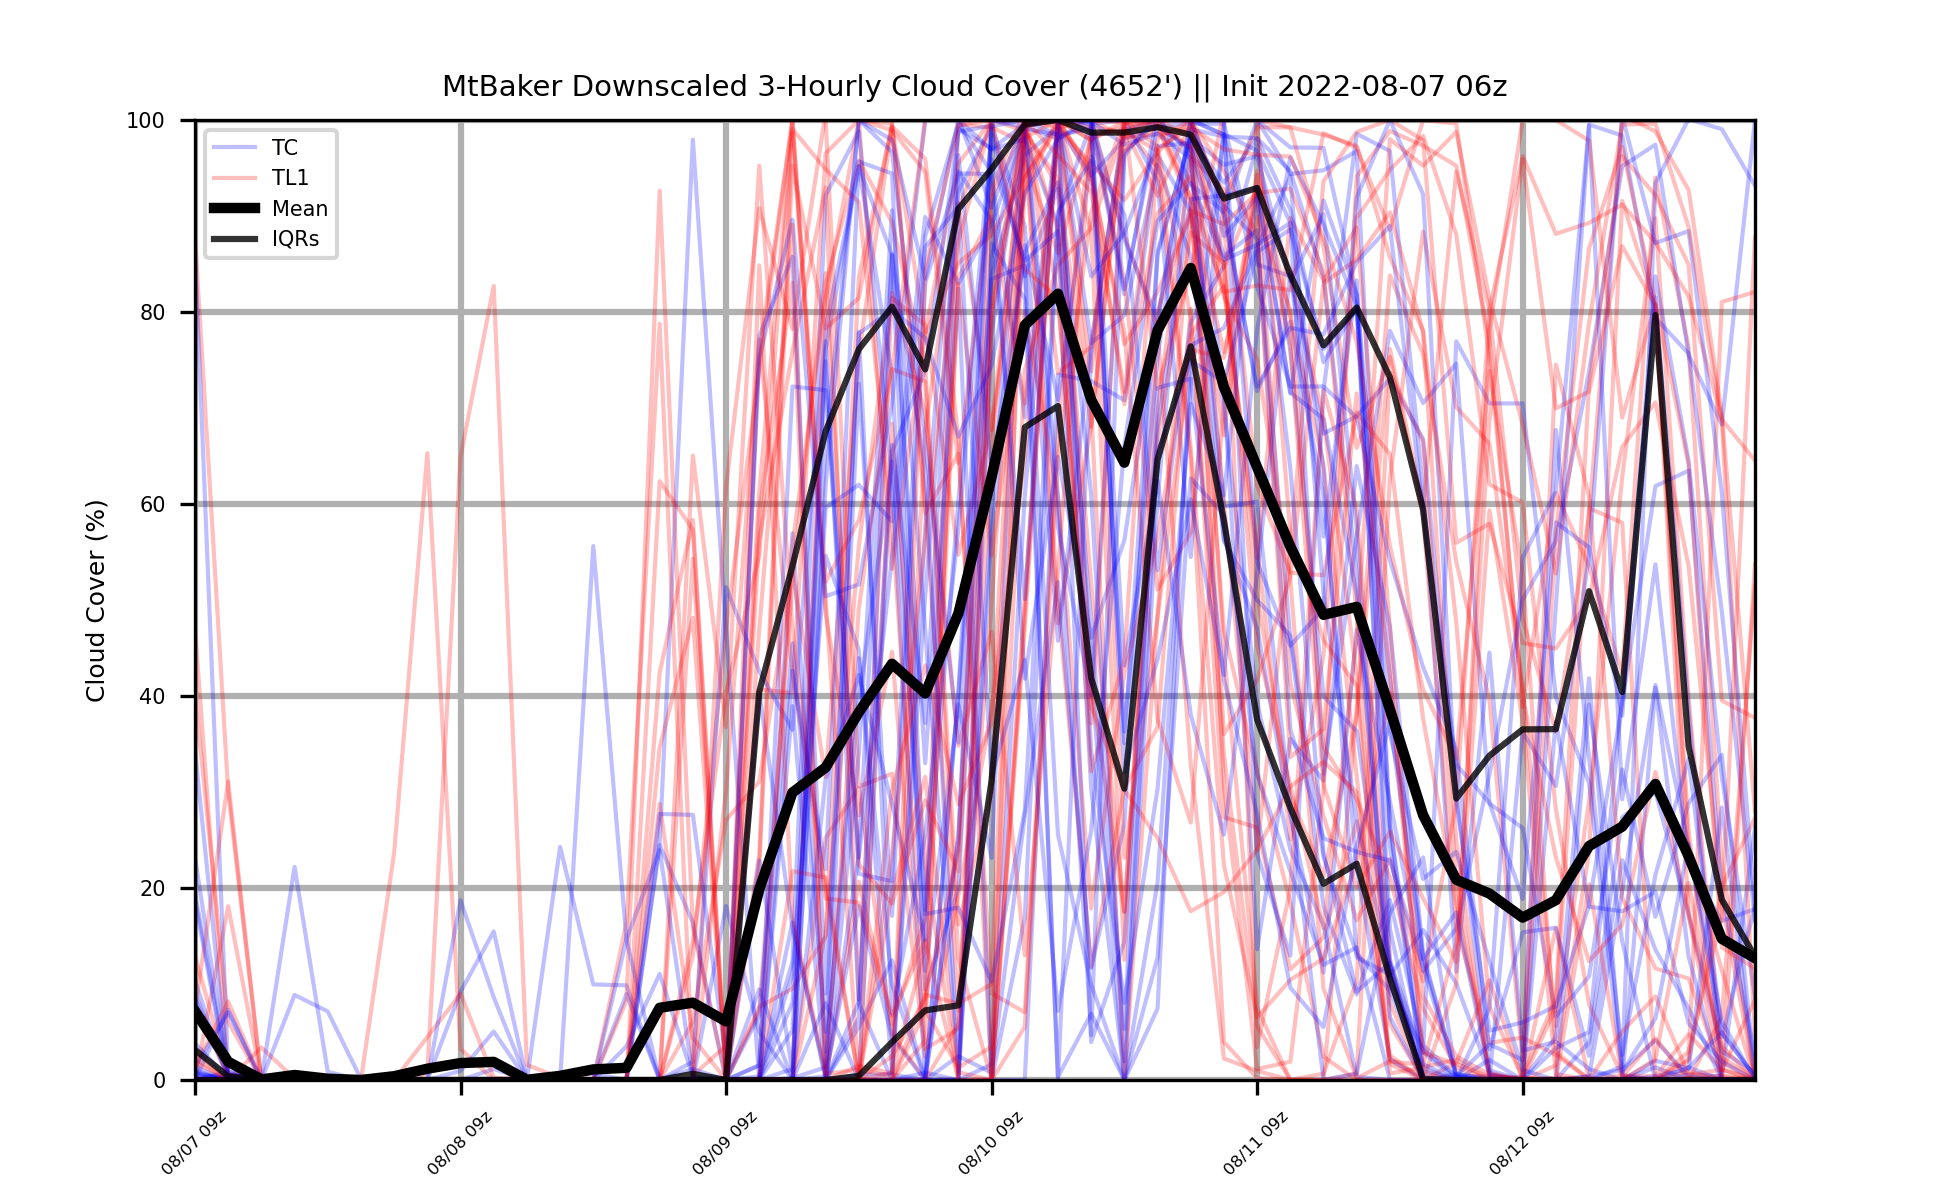 MtBaker Downscaled 3-Hourly Cloud Cover (4652') || Init 2022-08-07 06z
100
80
60
40
20
0
Cloud Cover (%)
TC
TL1
Mean
IQRs
08/07 09z
08/08 09z
08/09 09z
08/10 09z
08/11 09z
08/12 09z